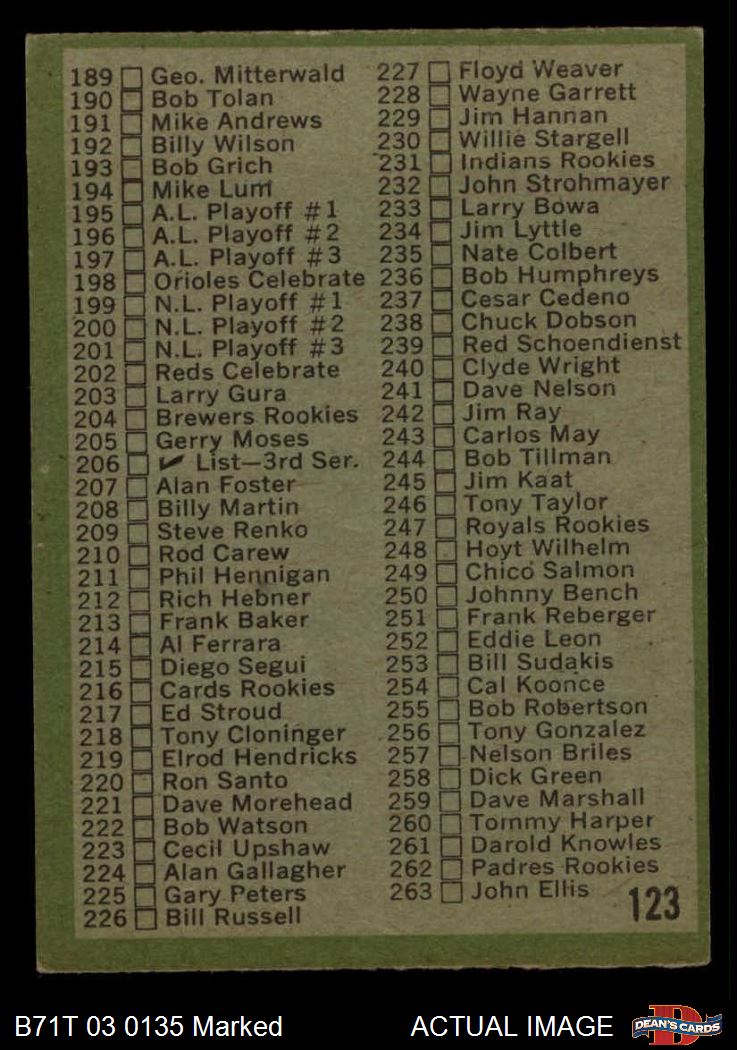 189 Geo. Mitterwald
190 Bob Tolan
191 Mike Andrews
192 Billy Wilson
193 Bob Grich
194 Mike Lum
195 A.L. Playoff #1
196 A.L. Playoff #2
197 A.L. Playoff #3
198 Orioles Celebrate
199 N.L. Playoff #1
200 N.L. Playoff #2
201 N.L. Playoff #3
202 Reds Celebrate
203 Larry Gura
204 Brewers Rookies
205 Gerry Moses
206 ✔ List—3rd Ser.
207 Alan Foster
208 Billy Martin
209 Steve Renko
210 Rod Carew
211 Phil Hennigan
212 Rich Hebner
213 Frank Baker
214 Al Ferrara
215 Diego Segui
216 Cards Rookies
217 Ed Stroud
218 Tony Cloninger
219 Elrod Hendricks
220 Ron Santo
221 Dave Morehead
222 Bob Watson
223 Cecil Upshaw
224 Alan Gallagher
225 Gary Peters
226 Bill Russell
227 Floyd Weaver
228 Wayne Garrett
229 Jim Hannan
230 Willie Stargell
231 Indians Rookies
232 John Strohmayer
233 Larry Bowa
234 Jim Lyttle
235 Nate Colbert
236 Bob Humphreys
237 Cesar Cedeno
238 Chuck Dobson
239 Red Schoendienst
240 Clyde Wright
241 Dave Nelson
242 Jim Ray
243 Carlos May
244 Bob Tillman
245 Jim Kaat
246 Tony Taylor
247 Royals Rookies
248 Hoyt Wilhelm
249 Chico Salmon
250 Johnny Bench
251 Frank Reberger
252 Eddie Leon
253 Bill Sudakis
254 Cal Koonce
255 Bob Robertson
256 Tony Gonzalez
257 Nelson Briles
258 Dick Green
259 Dave Marshall
260 Tommy Harper
261 Darold Knowles
262 Padres Rookies
263 John Ellis
123
B71T 03 0135 Marked ACTUAL IMAGE
D
DEAN'S CARDS